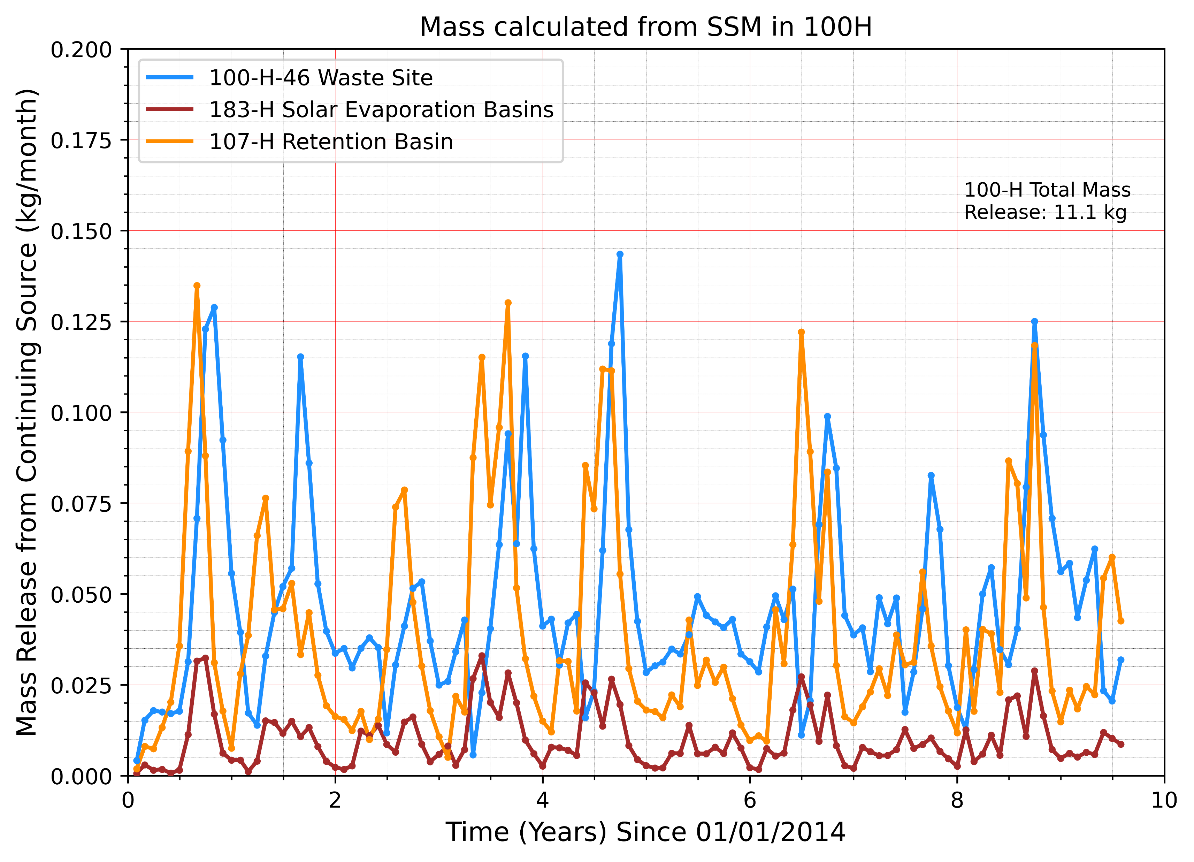 Mass calculated from SSM in 100H
Mass Release from Continuing Source (kg/month)
0.200
0.175
0.150
0.125
0.100
0.075
0.050
0.025
0.000
100-H-46 Waste Site
183-H Solar Evaporation Basins
107-H Retention Basin
100-H Total Mass
Release: 11.1 kg
0 2 4 6 8 10
Time (Years) Since 01/01/2014